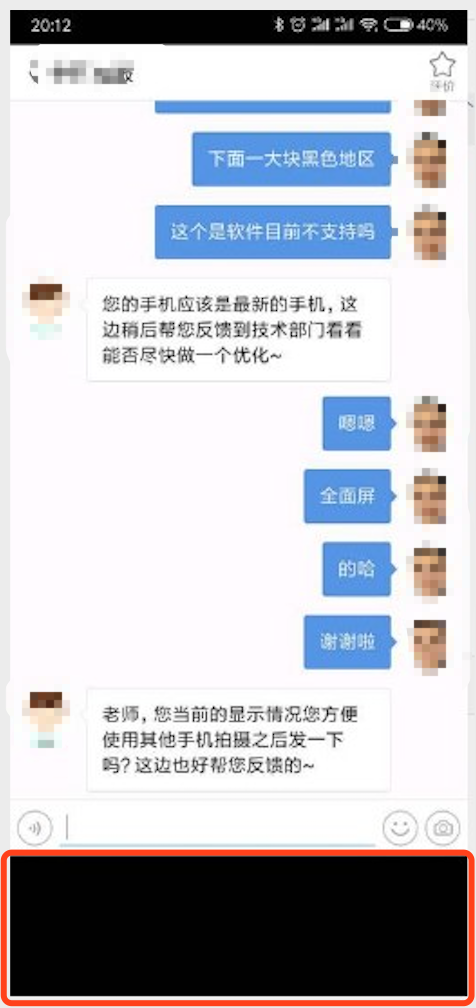 20:12
40%
评价
下面一大块黑色地区
这个是软件目前不支持吗
您的手机应该是最新的手机，这
边稍后帮您反馈到技术部门看看
能否尽快做一个优化~
嗯嗯
全面屏
的哈
谢谢啦
老师，您当前的显示情况您方便
使用其他手机拍摄之后发一下
吗？这边也好帮您反馈的~